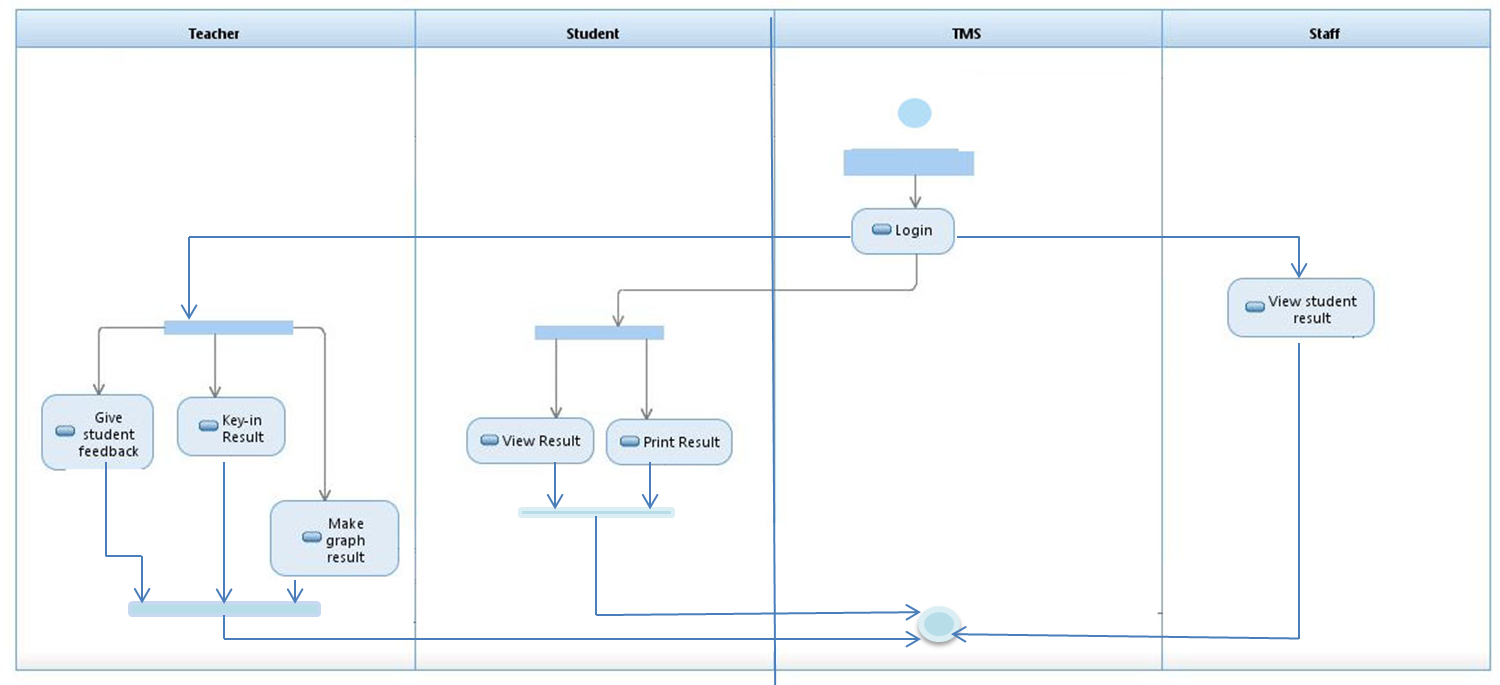 Teacher
Student
TMS
Staff
Login
View student
result
Give
student
feedback
Key-in
Result
View Result
Print Result
Make
graph
result